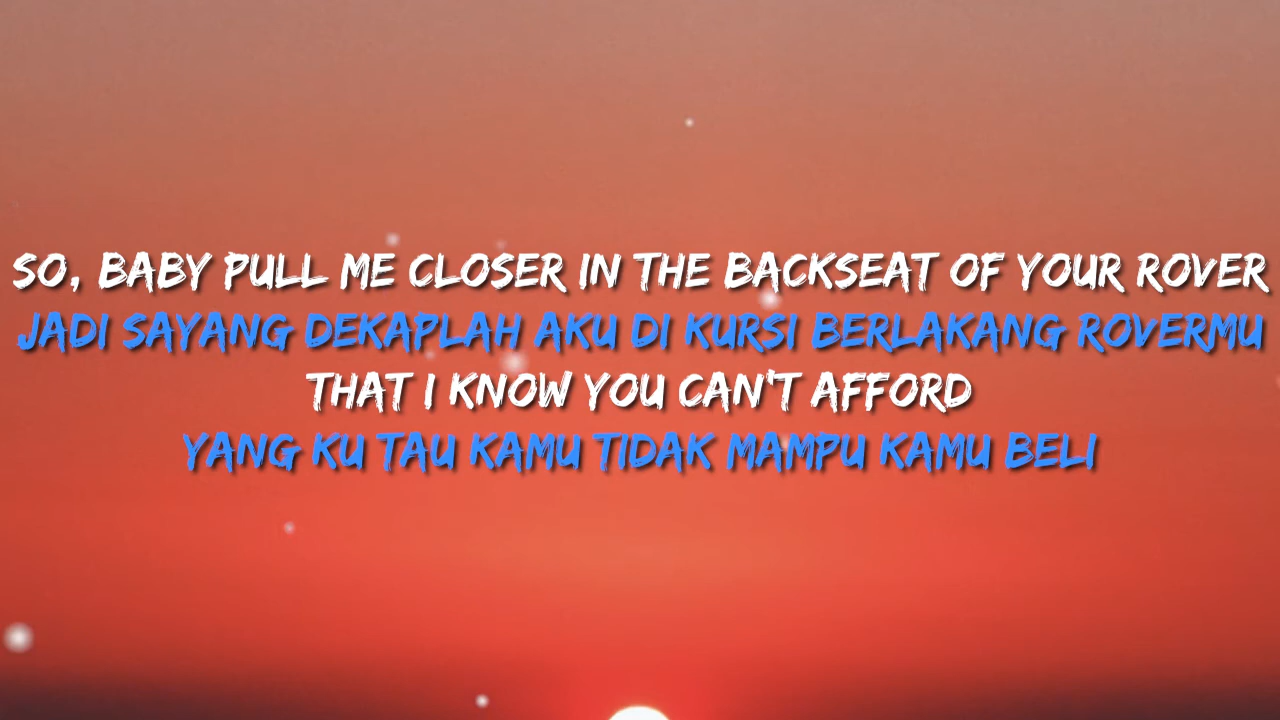 SO, BABY PULL ME CLOSER IN THE BACKSEAT OF YOUR ROVER
JADI SAYANG DEKAPLAH AKU DI KURSI BERLAKANG ROVERMU
THAT I KNOW YOU CAN'T AFFORD
YANG KU TAU KAMU TIDAK MAMPU KAMU BELI